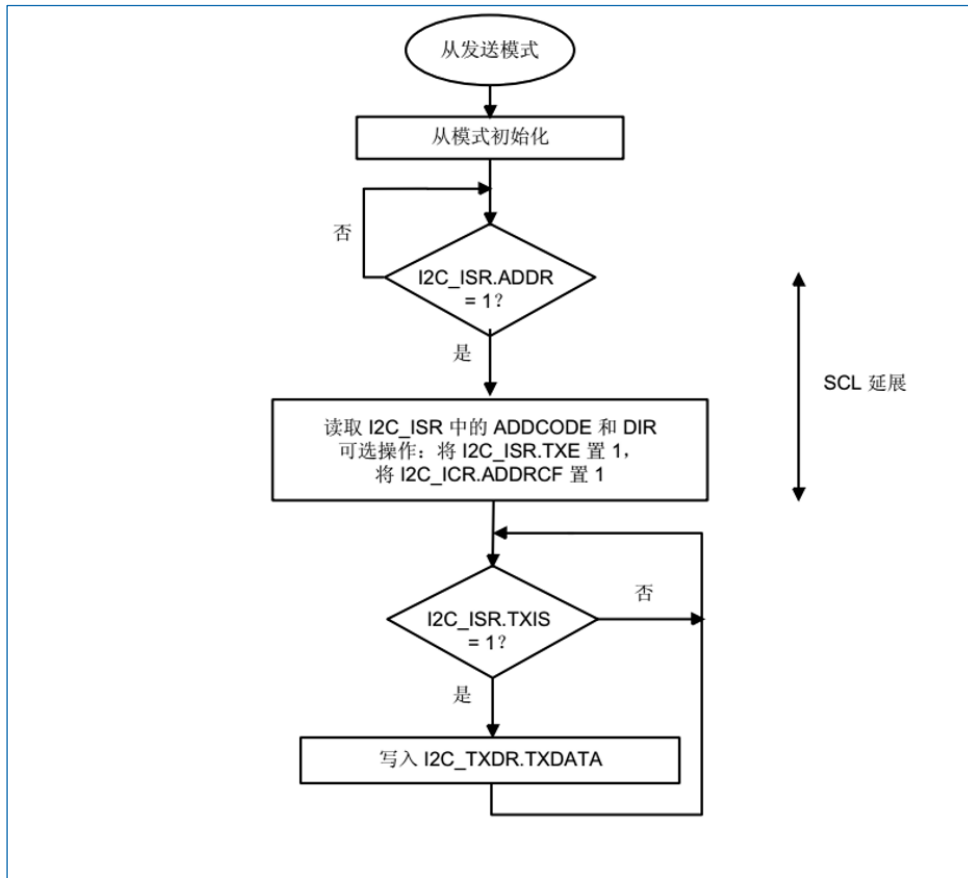 从发送模式
从模式初始化
否
I2C_ISR.ADDR
= 1?
是
SCL 延展
读取 I2C_ISR 中的 ADDCODE 和 DIR
可选操作：将 I2C_ISR.TXE 置 1，
将 I2C_ICR.ADDRCF 置 1
否
I2C_ISR.TXIS
= 1?
是
写入 I2C_TXDR.TXDATA